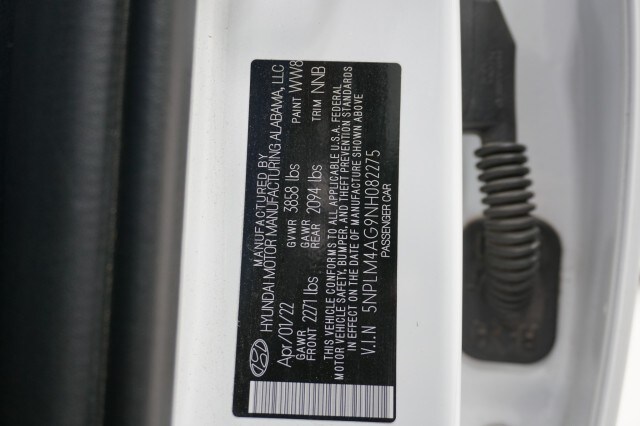 MANUFACTURED BY
HYUNDAI MOTOR MANUFACTURING ALABAMA, LLC
Apr/01/22 GVWR 3858 lbs PAINT WW8
GAWR FRONT 2271 lbs GAWR REAR 2094 lbs TRIM NNB
THIS VEHICLE CONFORMS TO ALL APPLICABLE U.S.A. FEDERAL
MOTOR VEHICLE SAFETY, BUMPER, AND THEFT PREVENTION STANDARDS
IN EFFECT ON THE DATE OF MANUFACTURE SHOWN ABOVE
V.I.N 5NPLM4AG2NH082275
PASSENGER CAR